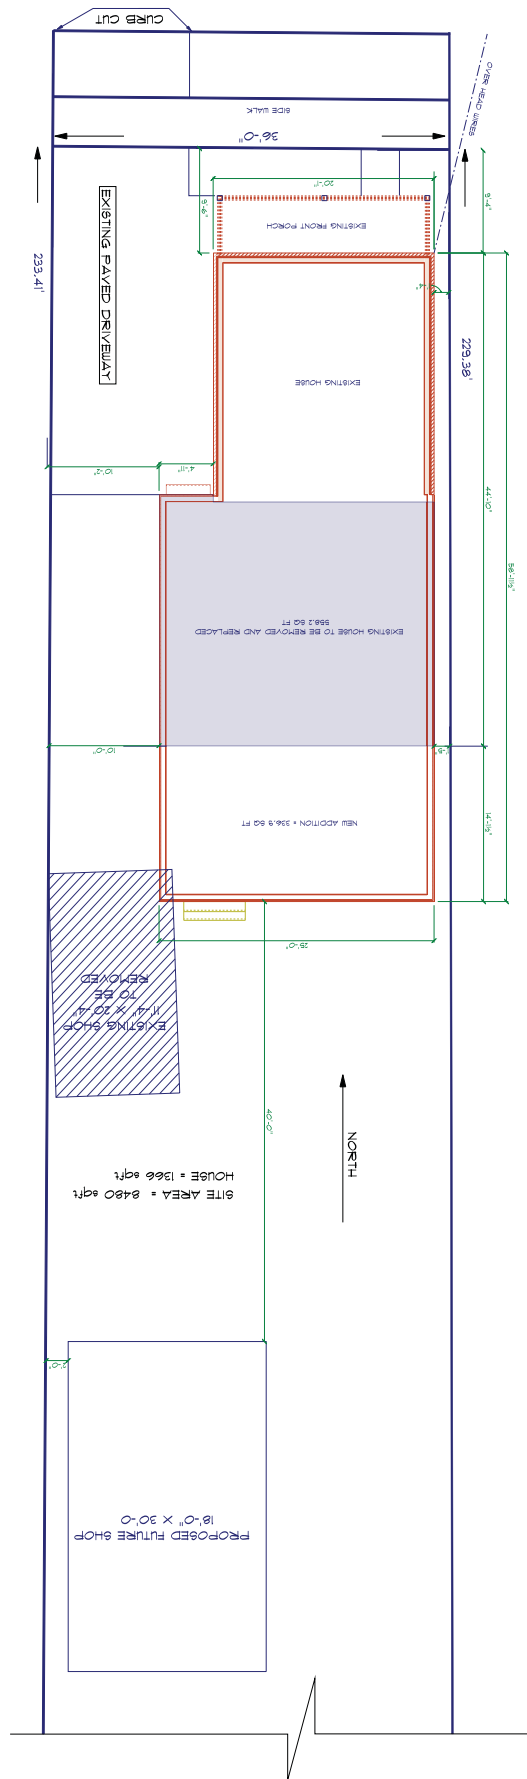 CURB CUT
OVER HEAD WIRES
SIDE WALK
36'-0"
20'-1"
9'-4"
EXISTING FRONT PORCH
EXISTING PAVED DRIVEWAY
233.41'
229.38'
EXISTING HOUSE
10'-2"
4'-11"
44'-10"
58'-11½"
EXISTING HOUSE TO BE REMOVED AND REPLACED
558.2 SQ FT
10'-0"
14'-1½"
NEW ADDITION = 336.9 SQ FT
25'-0"
EXISTING SHOP
11'-4" X 20'-4"
TO BE
REMOVED
40'-0"
NORTH
SITE AREA = 8480 sqft
HOUSE = 1366 sqft
2'-0"
PROPOSED FUTURE SHOP
18'-0" X 30'-0